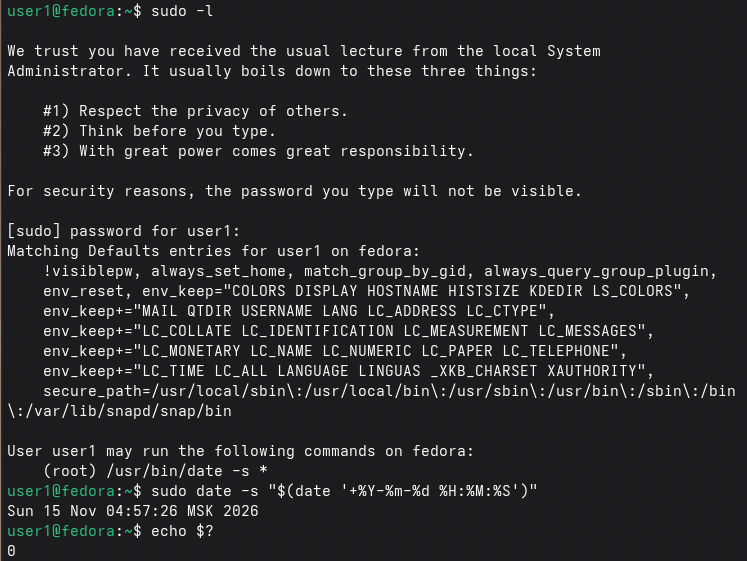 user1@fedora:~$ sudo -l
We trust you have received the usual lecture from the local System
Administrator. It usually boils down to these three things:
#1) Respect the privacy of others.
#2) Think before you type.
#3) With great power comes great responsibility.
For security reasons, the password you type will not be visible.
[sudo] password for user1:
Matching Defaults entries for user1 on fedora:
!visiblepw, always_set_home, match_group_by_gid, always_query_group_plugin,
env_reset, env_keep="COLORS DISPLAY HOSTNAME HISTSIZE KDEDIR LS_COLORS",
env_keep+="MAIL QTDIR USERNAME LANG LC_ADDRESS LC_CTYPE",
env_keep+="LC_COLLATE LC_IDENTIFICATION LC_MEASUREMENT LC_MESSAGES",
env_keep+="LC_MONETARY LC_NAME LC_NUMERIC LC_PAPER LC_TELEPHONE",
env_keep+="LC_TIME LC_ALL LANGUAGE LINGUAS _XKB_CHARSET XAUTHORITY",
secure_path=/usr/local/sbin\:/usr/local/bin\:/usr/sbin\:/usr/bin\:/sbin\:/bin
\:/var/lib/snapd/snap/bin
User user1 may run the following commands on fedora:
(root) /usr/bin/date -s *
user1@fedora:~$ sudo date -s "$(date '+%Y-%m-%d %H:%M:%S')"
Sun 15 Nov 04:57:26 MSK 2026
user1@fedora:~$ echo $?
0